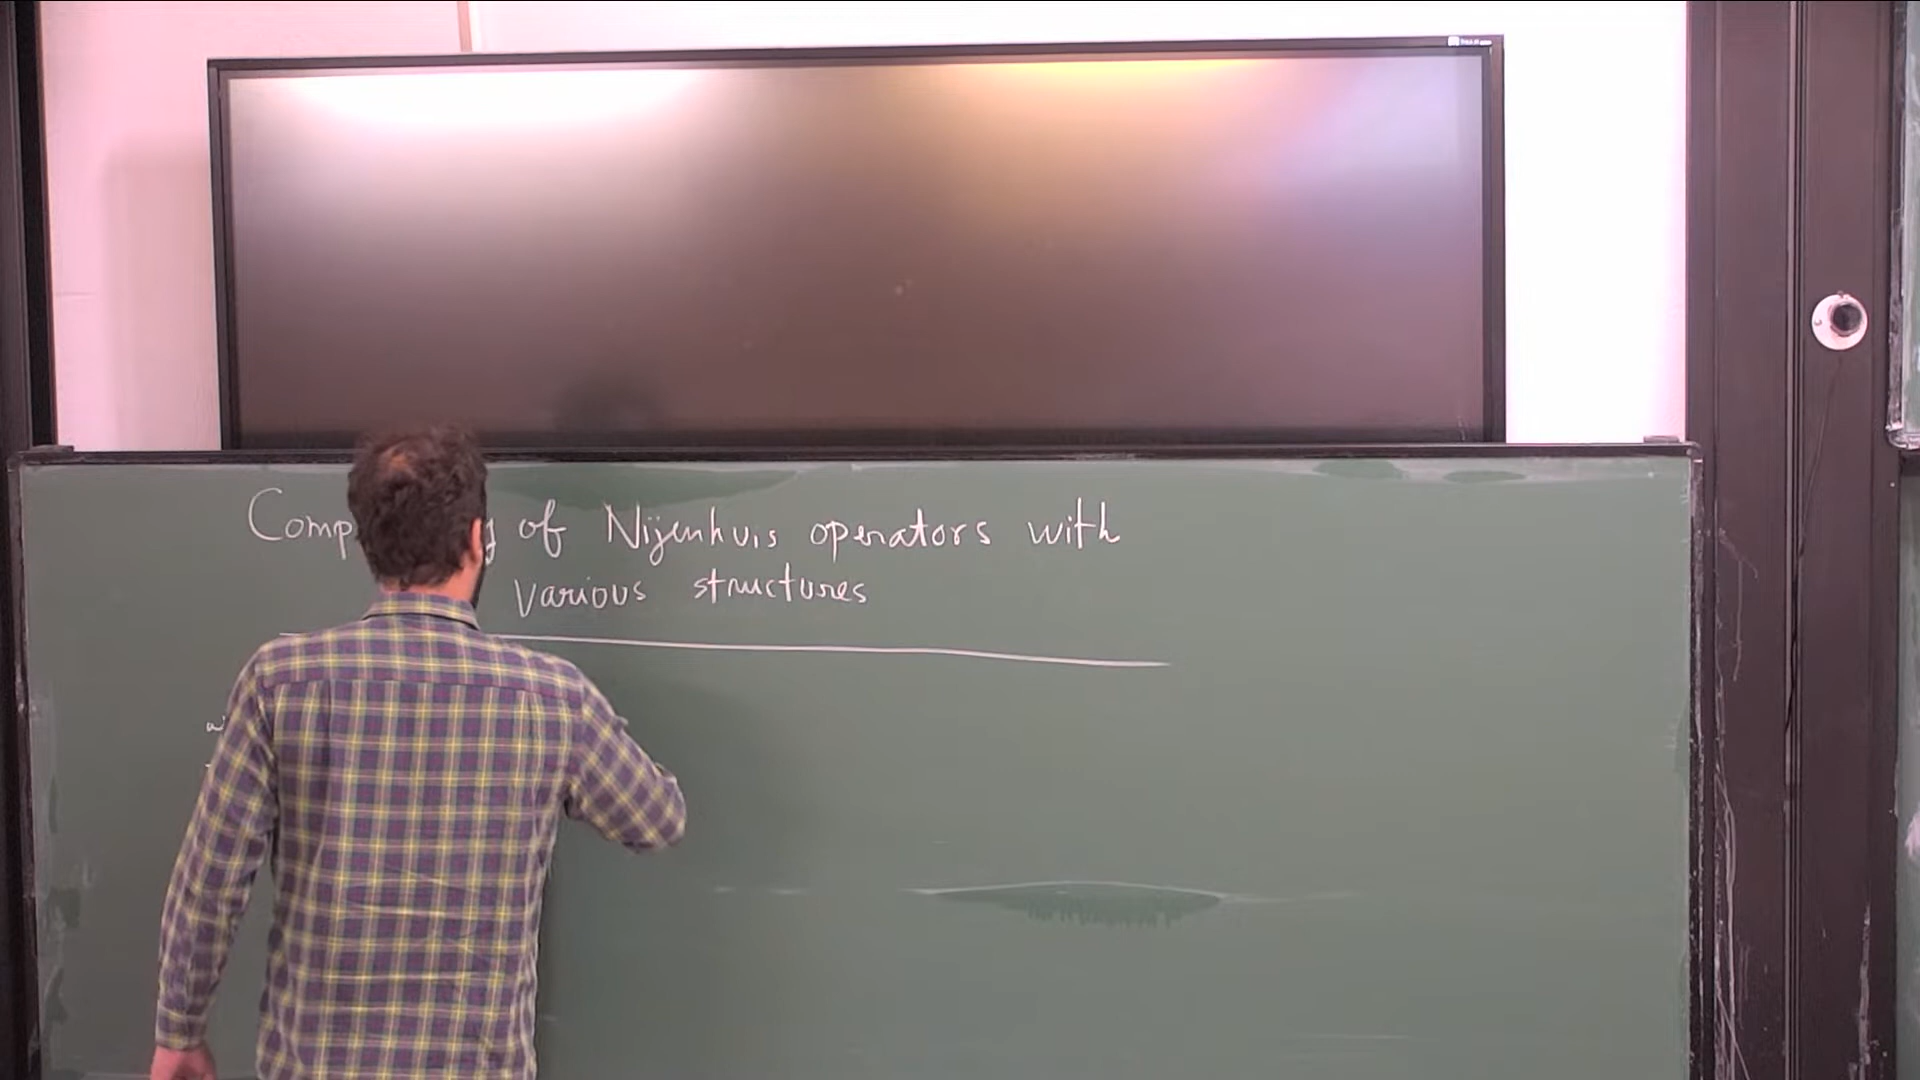 Comp y of Nijenhuis operators with
various structures